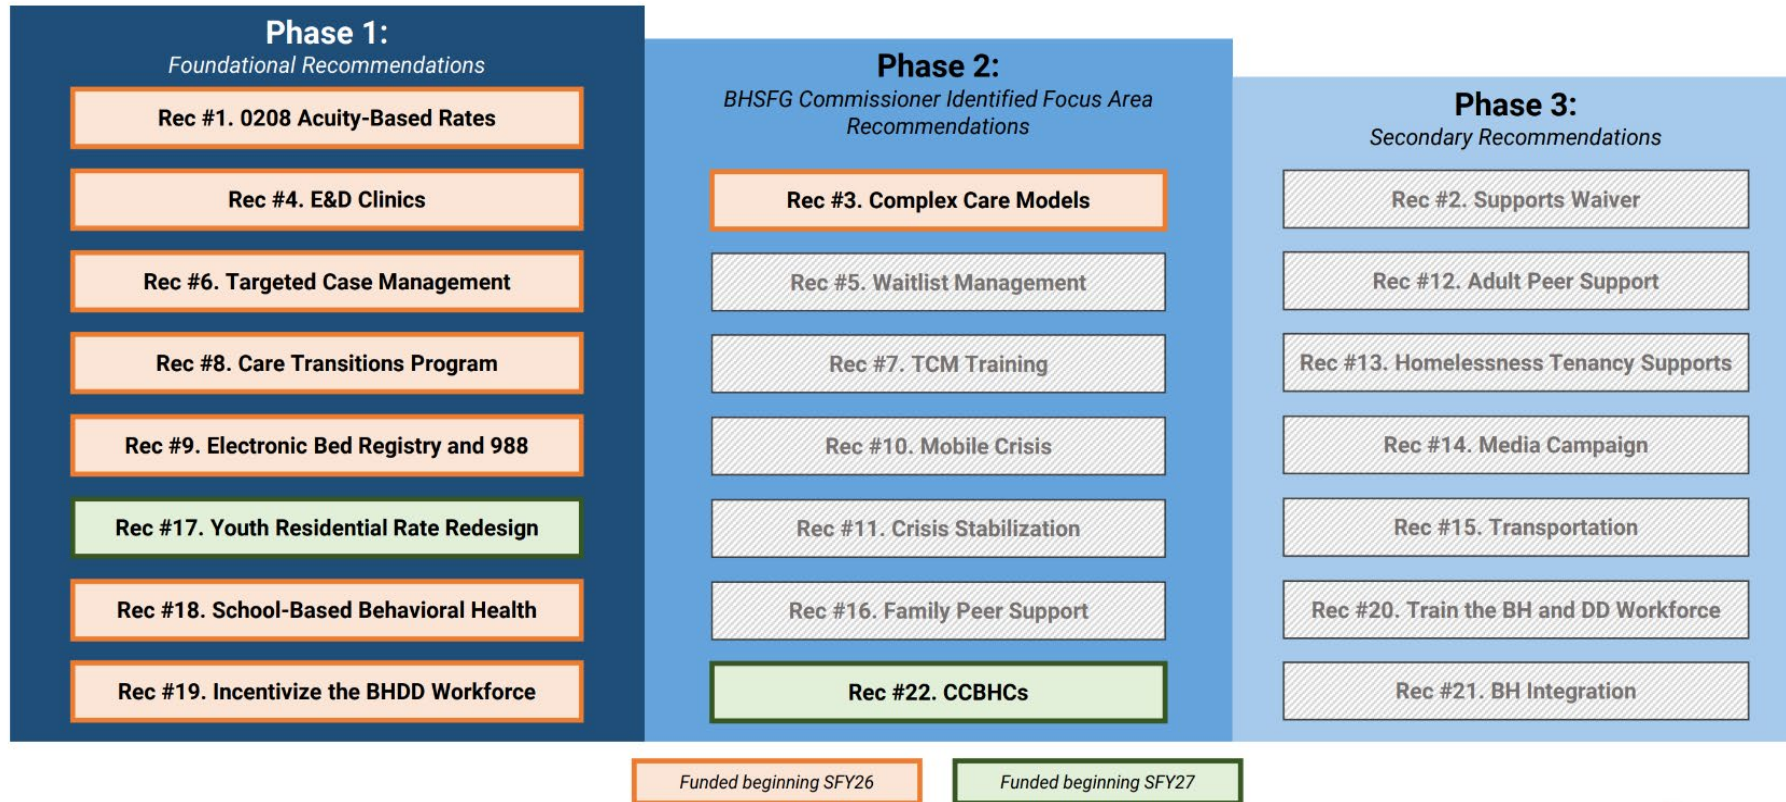 Phase 1:
Foundational Recommendations
Rec #1. 0208 Acuity-Based Rates
Rec #4. E&D Clinics
Rec #6. Targeted Case Management
Rec #8. Care Transitions Program
Rec #9. Electronic Bed Registry and 988
Rec #17. Youth Residential Rate Redesign
Rec #18. School-Based Behavioral Health
Rec #19. Incentivize the BHDD Workforce
Phase 2:
BHSFG Commissioner Identified Focus Area
Recommendations
Rec #3. Complex Care Models
Rec #5. Waitlist Management
Rec #7. TCM Training
Rec #10. Mobile Crisis
Rec #11. Crisis Stabilization
Rec #16. Family Peer Support
Rec #22. CCBHCs
Phase 3:
Secondary Recommendations
Rec #2. Supports Waiver
Rec #12. Adult Peer Support
Rec #13. Homelessness Tenancy Supports
Rec #14. Media Campaign
Rec #15. Transportation
Rec #20. Train the BH and DD Workforce
Rec #21. BH Integration
Funded beginning SFY26
Funded beginning SFY27